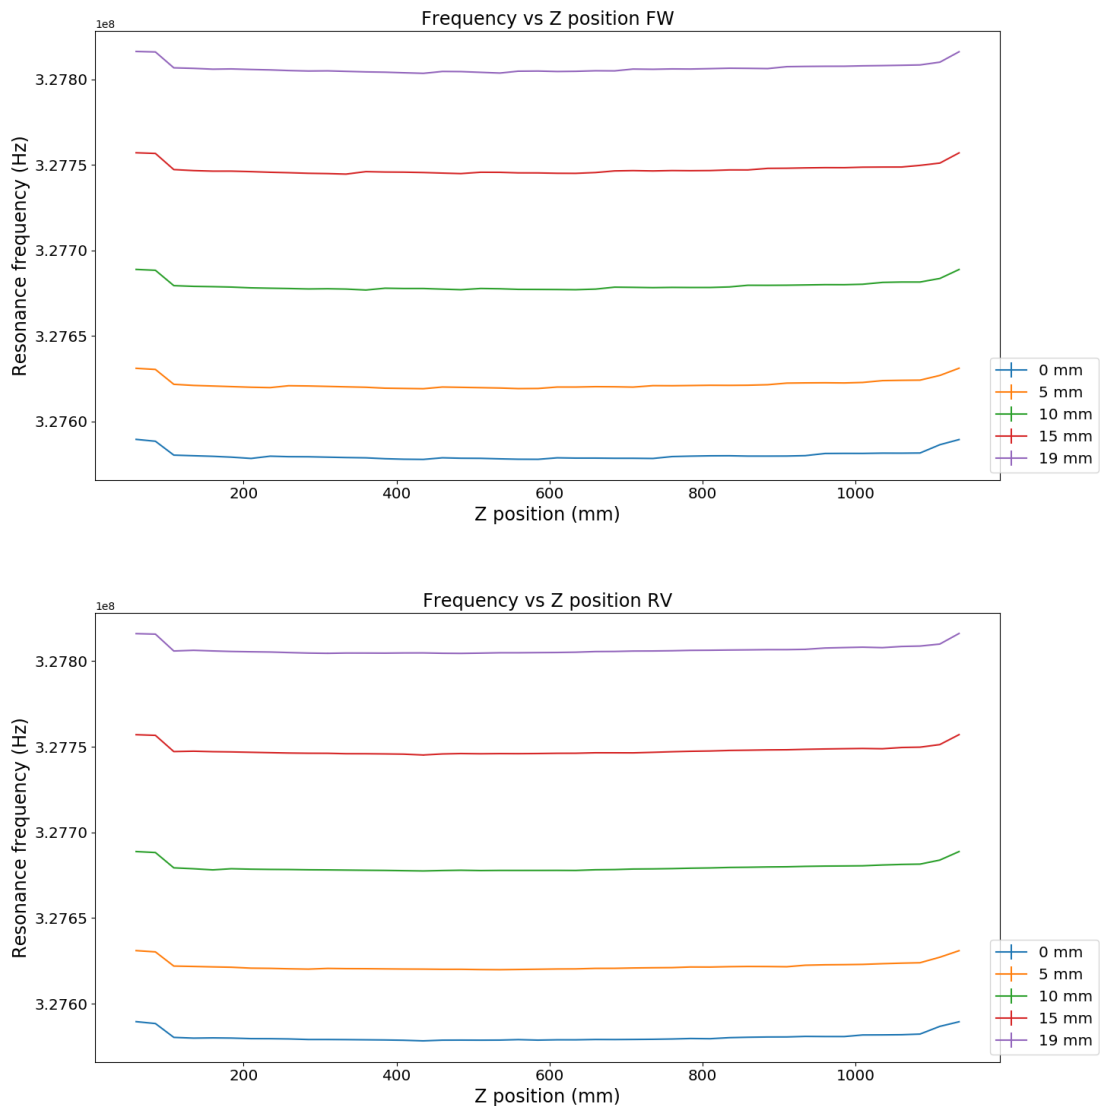 Frequency vs Z position FW
1e8
3.2780
3.2775
3.2770
3.2765
3.2760
Resonance frequency (Hz)
200
400
600
800
1000
Z position (mm)
0 mm
5 mm
10 mm
15 mm
19 mm
Frequency vs Z position RV
1e8
3.2780
3.2775
3.2770
3.2765
3.2760
Resonance frequency (Hz)
200
400
600
800
1000
Z position (mm)
0 mm
5 mm
10 mm
15 mm
19 mm